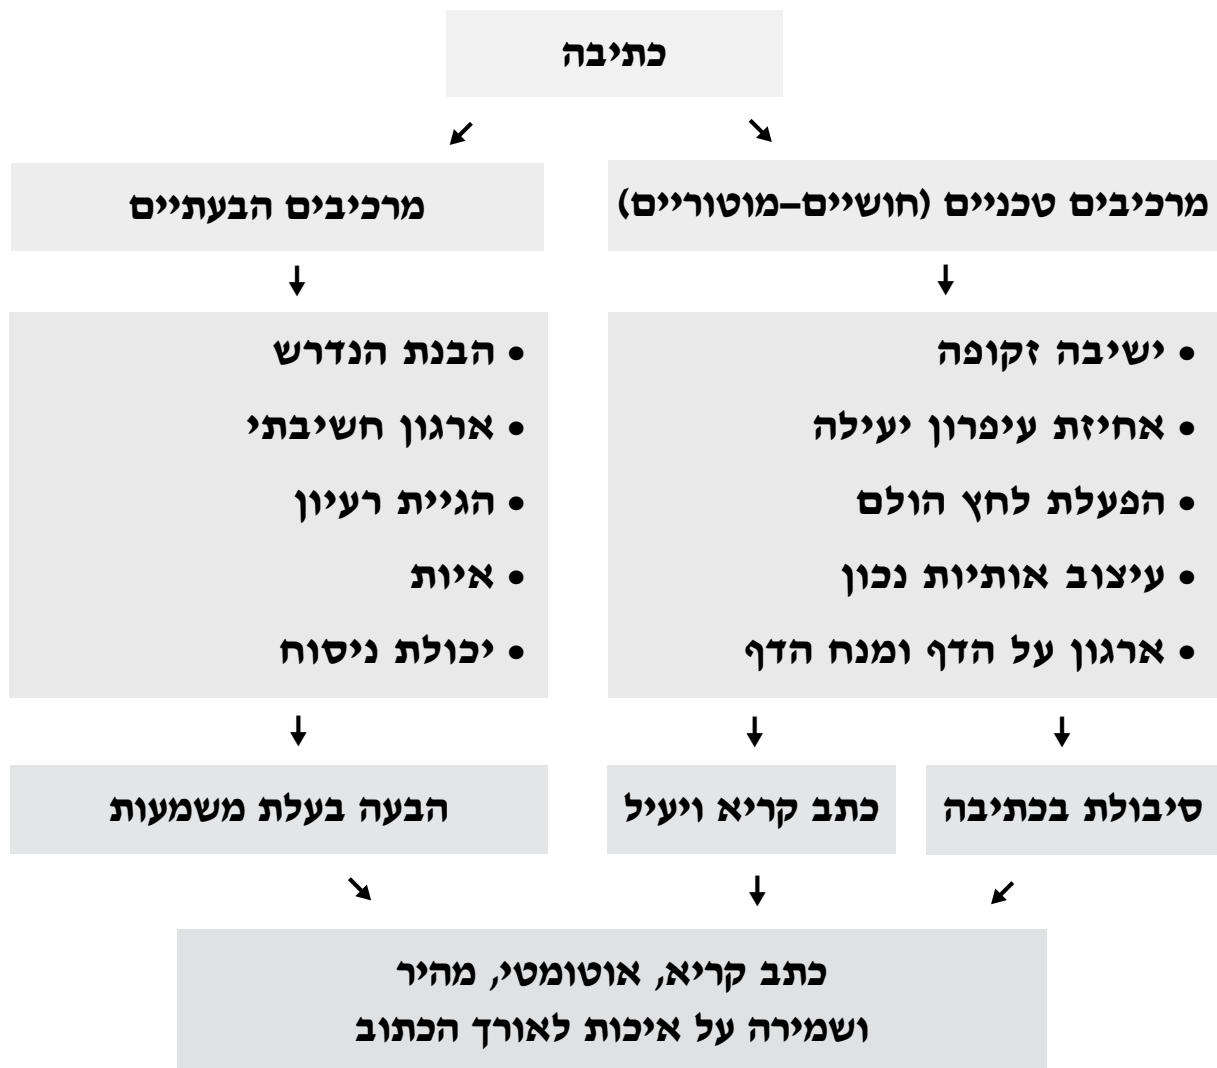 כתיבה
מרכיבים טכניים (חושיים–מוטוריים)
• ישיבה זקופה
• אחיזת עיפרון יעילה
• הפעלת לחץ הולם
• עיצוב אותיות נכון
• ארגון על הדף ומנח הדף
סיבולת בכתיבה
כתב קריא ויעיל
מרכיבים הבעתיים
• הבנת הנדרש
• ארגון חשיבתי
• הגיית רעיון
• איות
• יכולת ניסוח
הבעה בעלת משמעות
כתב קריא, אוטומטי, מהיר
ושמירה על איכות לאורך הכתוב